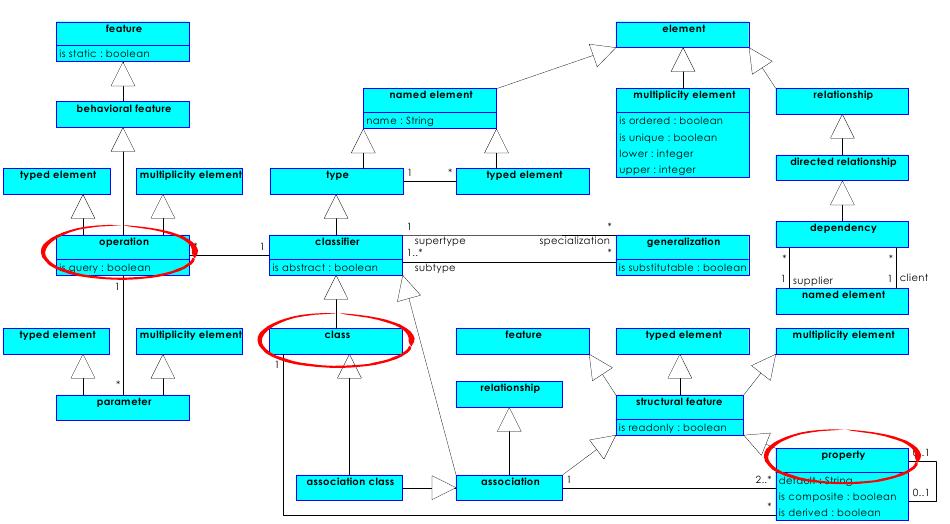 feature
element
is static : boolean
named element
multiplicity element
relationship
behavioral feature
name : String
is ordered : boolean
is unique : boolean
lower : integer
upper : integer
directed relationship
typed element
multiplicity element
type
1
*
typed element
operation
1
classifier
1
*
supertype
specialization
generalization
dependency
is query : boolean
is abstract : boolean
1..*
*
subtype
is substitutable : boolean
*
*
1
supplier
1
client
named element
1
typed element
multiplicity element
class
feature
typed element
multiplicity element
1
*
parameter
relationship
structural feature
is readonly : boolean
property
0..1
default : String
association class
association
1
2..*
is composite : boolean
0..1
*
is derived : boolean